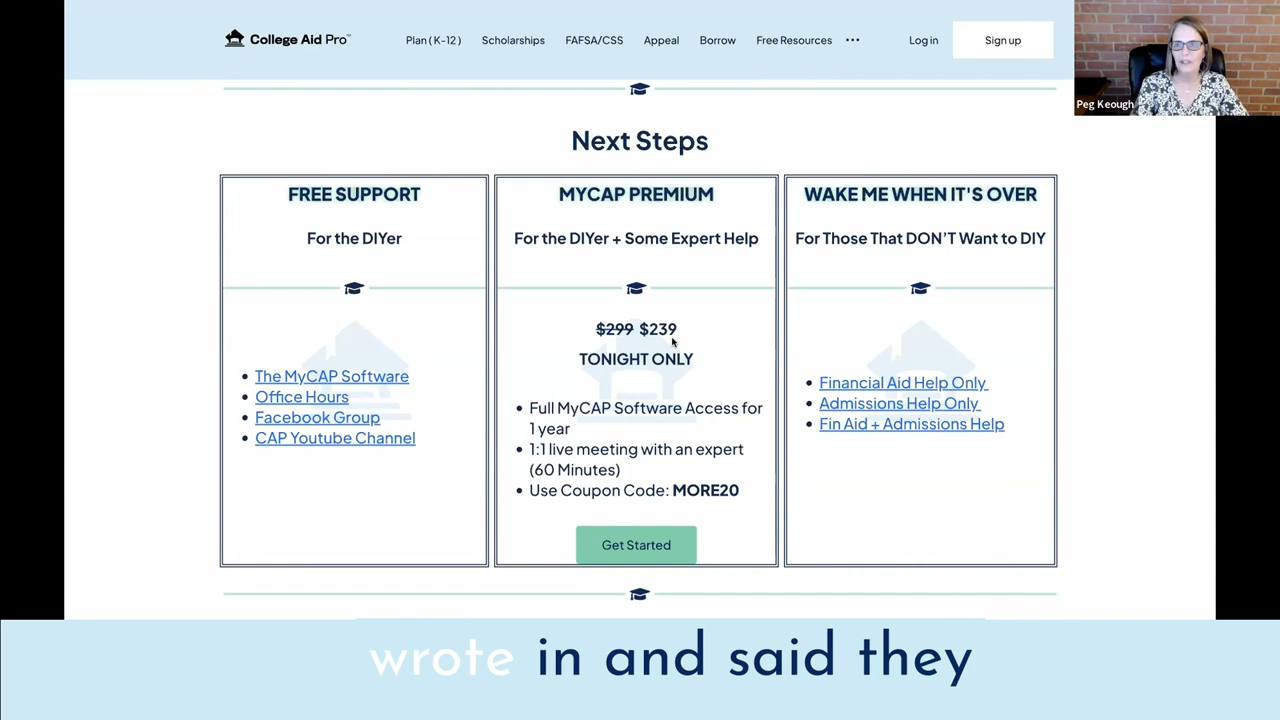 College Aid Pro™
Plan ( K-12 ) Scholarships FAFSA/CSS Appeal Borrow Free Resources ••• Log in Sign up
Peg Keough
Next Steps
FREE SUPPORT
For the DIYer
The MyCAP Software
Office Hours
Facebook Group
CAP Youtube Channel
MYCAP PREMIUM
For the DIYer + Some Expert Help
$299 $239
TONIGHT ONLY
Full MyCAP Software Access for
1 year
1:1 live meeting with an expert
(60 Minutes)
Use Coupon Code: MORE20
Get Started
WAKE ME WHEN IT'S OVER
For Those That DON’T Want to DIY
Financial Aid Help Only
Admissions Help Only
Fin Aid + Admissions Help
wrote in and said they